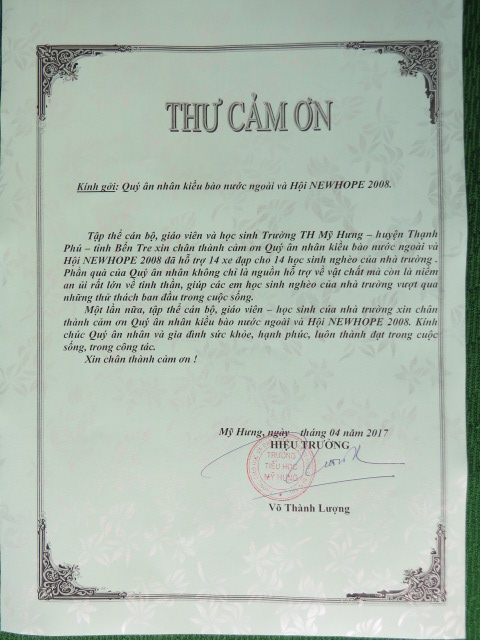 THƯ CẢM ƠN
Kính gởi: Quý ân nhân kiều bào nước ngoài và Hội NEWHOPE 2008.
Tập thể cán bộ, giáo viên và học sinh Trường TH Mỹ Hưng – huyện Thạnh
Phú – tỉnh Bến Tre xin chân thành cảm ơn Quý ân nhân kiều bào nước ngoài và
Hội NEWHOPE 2008 đã hỗ trợ 14 xe đạp cho 14 học sinh nghèo của nhà trường .
Phần quà của Quý ân nhân không chỉ là nguồn hỗ trợ về vật chất mà còn là niềm
an ủi rất lớn về tinh thần, giúp các em học sinh nghèo của nhà trường vượt qua
những thử thách ban đầu trong cuộc sống.
Một lần nữa, tập thể cán bộ, giáo viên – học sinh của nhà trường xin chân
thành cảm ơn Quý ân nhân kiều bào nước ngoài và Hội NEWHOPE 2008. Kính
chúc Quý ân nhân và gia đình sức khỏe, hạnh phúc, luôn thành đạt trong cuộc
sống, trong công tác.
Xin chân thành cảm ơn !
Mỹ Hưng, ngày tháng 04 năm 2017
HIỆU TRƯỞNG
TRƯỜNG
TIỂU HỌC
MỸ HƯNG
Võ Thành Lượng